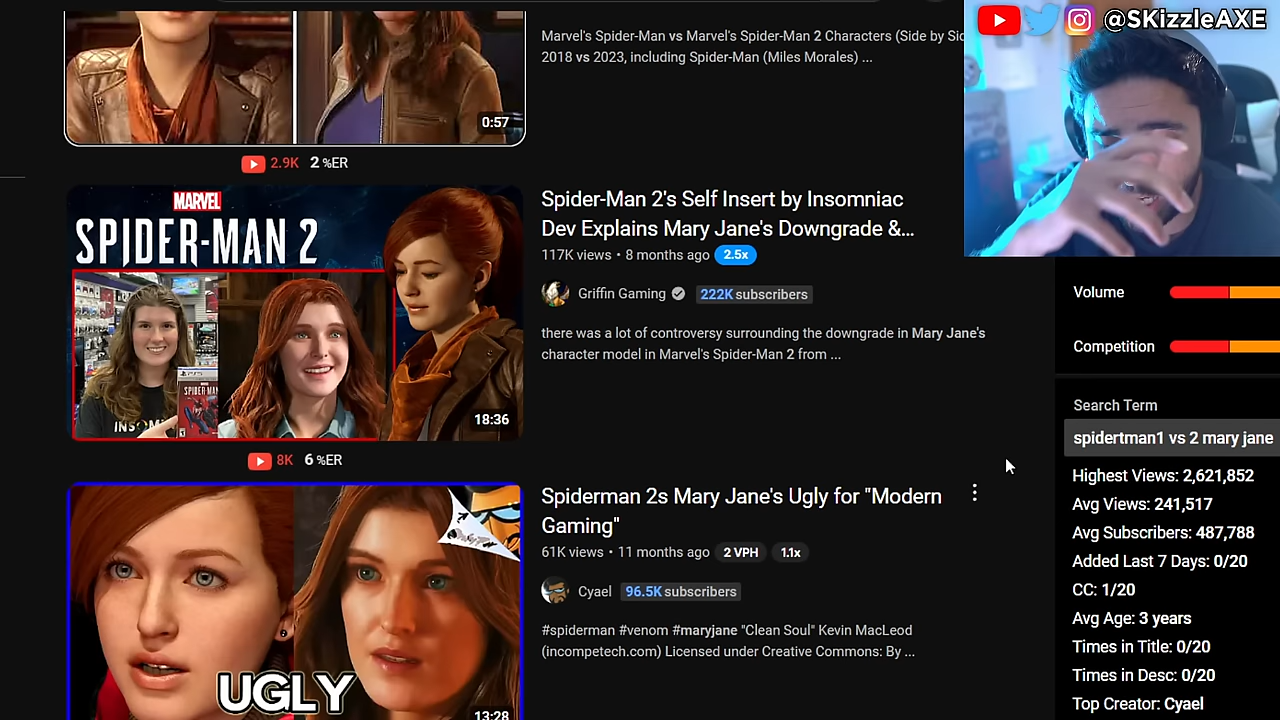 @SKizzleAXE
Marvel's Spider-Man vs Marvel's Spider-Man 2 Characters (Side by Sid
2018 vs 2023, including Spider-Man (Miles Morales) ...
0:57
2.9K 2 %ER
MARVEL
SPIDER-MAN 2
18:36
Spider-Man 2's Self Insert by Insomniac
Dev Explains Mary Jane's Downgrade &...
117K views • 8 months ago 2.5x
Griffin Gaming 222K subscribers
there was a lot of controversy surrounding the downgrade in Mary Jane's
character model in Marvel's Spider-Man 2 from ...
8K 6 %ER
UGLY
13:28
Spiderman 2s Mary Jane's Ugly for "Modern
Gaming"
61K views • 11 months ago 2 VPH 1.1x
Cyael 96.5K subscribers
#spiderman #venom #maryjane "Clean Soul" Kevin MacLeod
(incompetech.com) Licensed under Creative Commons: By ...
Volume
Competition
Search Term
spidertman1 vs 2 mary jane
Highest Views: 2,621,852
Avg Views: 241,517
Avg Subscribers: 487,788
Added Last 7 Days: 0/20
CC: 1/20
Avg Age: 3 years
Times in Title: 0/20
Times in Desc: 0/20
Top Creator: Cyael